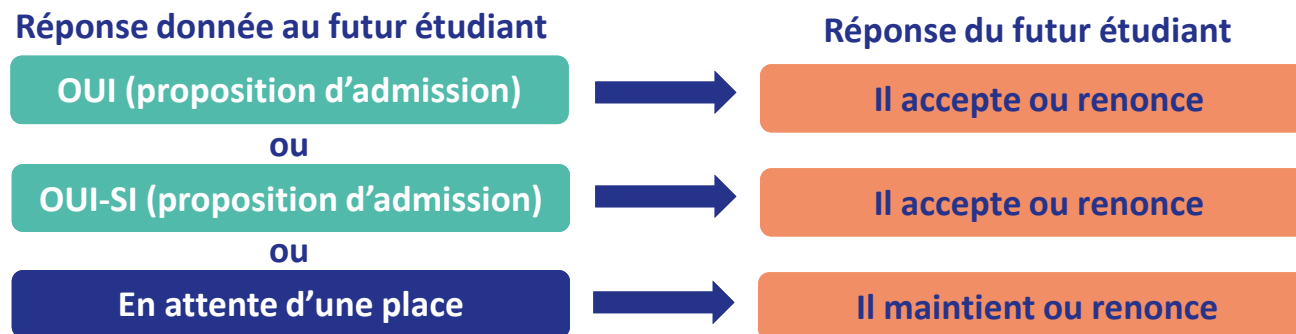 Réponse donnée au futur étudiant
Réponse du futur étudiant
OUI (proposition d’admission)
Il accepte ou renonce
ou
OUI-SI (proposition d’admission)
Il accepte ou renonce
ou
En attente d’une place
Il maintient ou renonce